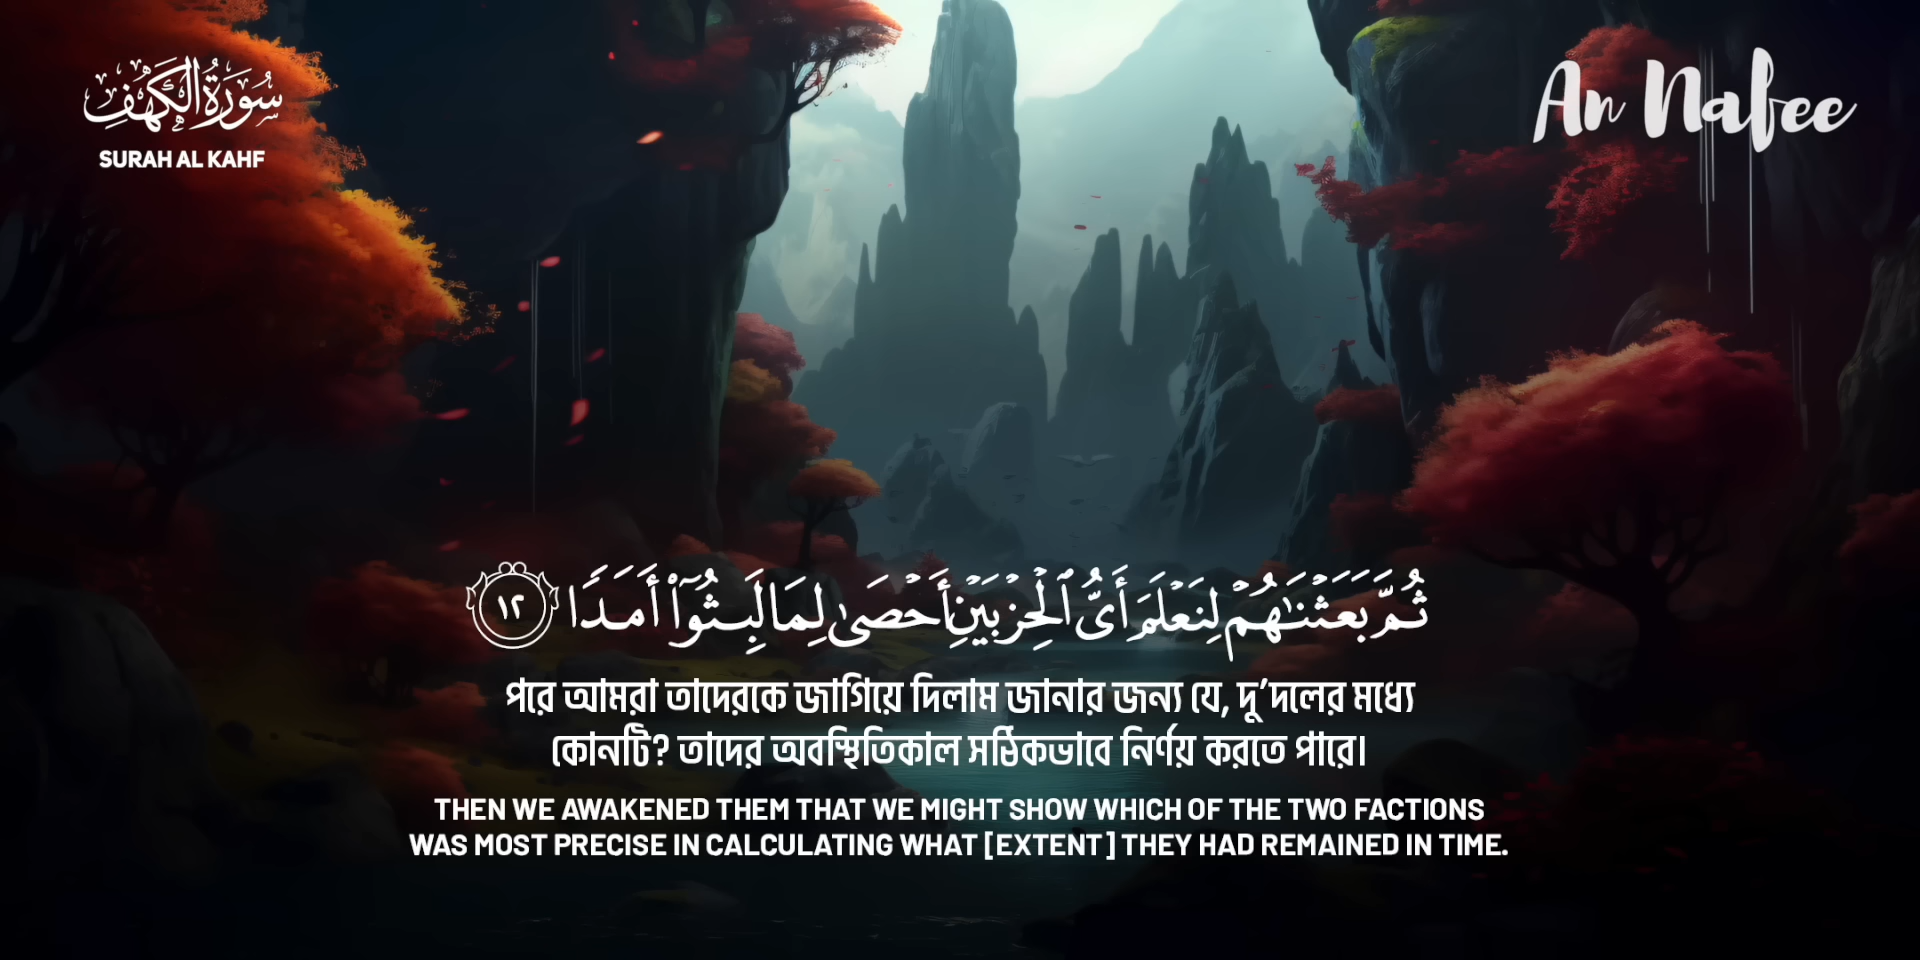 سُورَةُ الكَهْفِ
SURAH AL KAHF
An Nafee
ثُمَّ بَعَثْنَـٰهُمْ لِنَعْلَمَ أَىُّ ٱلْحِزْبَيْنِ أَحْصَىٰ لِمَا لَبِثُوٓا۟ أَمَدًا ١٢
পরে আমরা তাদেরকে জাগিয়ে দিলাম জানার জন্য যে, দু’দলের মধ্যে
কোনটি? তাদের অবস্থিতিকাল সঠিকভাবে নির্ণয় করতে পারে।
THEN WE AWAKENED THEM THAT WE MIGHT SHOW WHICH OF THE TWO FACTIONS
WAS MOST PRECISE IN CALCULATING WHAT [EXTENT] THEY HAD REMAINED IN TIME.